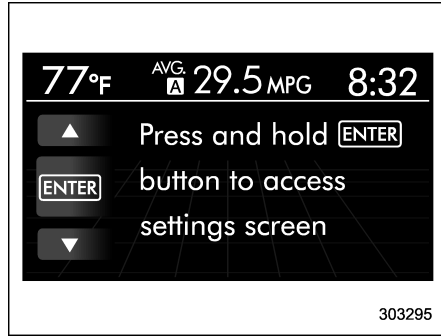 77°F AVG. A 29.5 MPG 8:32
Press and hold ENTER
ENTER button to access
settings screen
303295